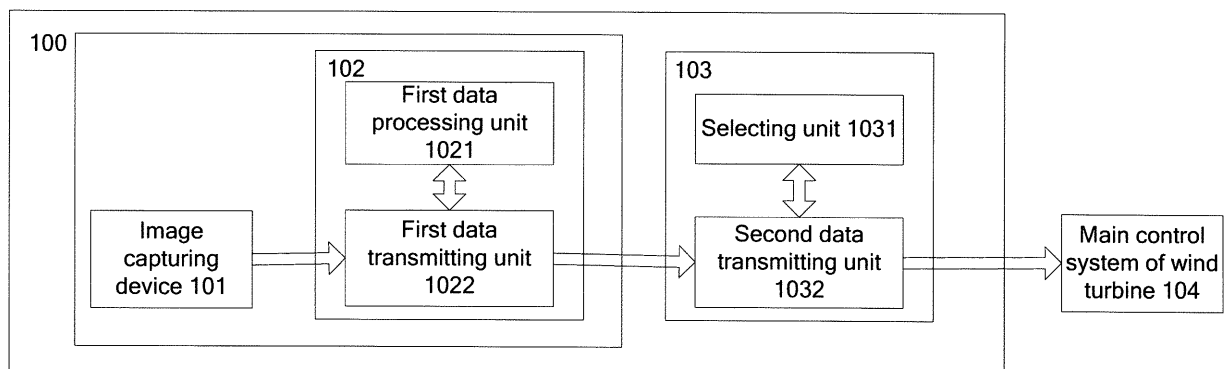 100
102
First data
processing unit
1021
103
Selecting unit 1031
Image
capturing
device 101
First data
transmitting unit
1022
Second data
transmitting unit
1032
Main control
system of wind
turbine 104